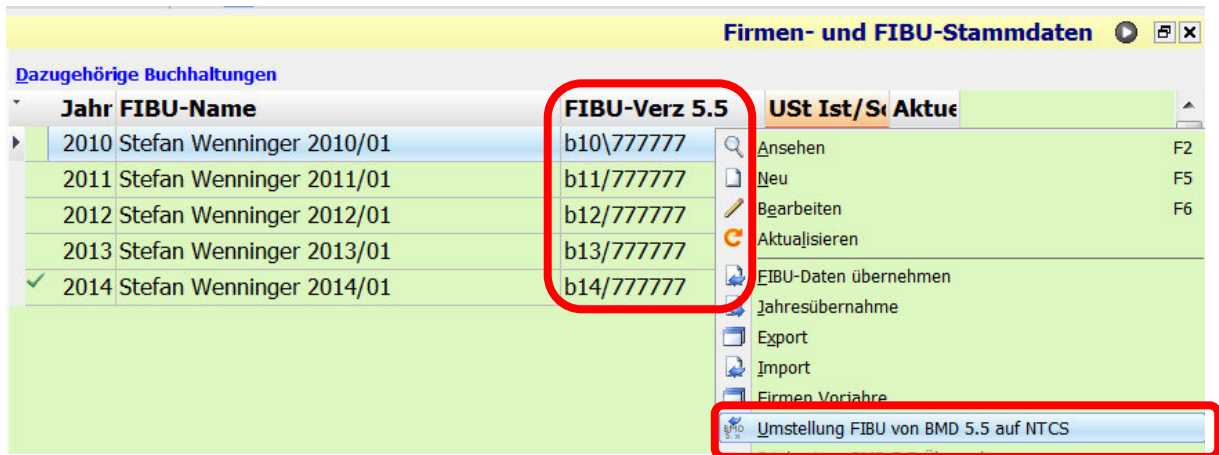 Firmen- und FIBU-Stammdaten
Dazugehörige Buchhaltungen
Jahr FIBU-Name FIBU-Verz 5.5 USt Ist/S Aktue
2010 Stefan Wenninger 2010/01 b10\777777
2011 Stefan Wenninger 2011/01 b11/777777
2012 Stefan Wenninger 2012/01 b12/777777
2013 Stefan Wenninger 2013/01 b13/777777
2014 Stefan Wenninger 2014/01 b14/777777
Ansehen F2
Neu F5
Bearbeiten F6
Aktualisieren
FIBU-Daten übernehmen
Jahresübernahme
Export
Import
Firmen Vorjahre
Umstellung FIBU von BMD 5.5 auf NTCS